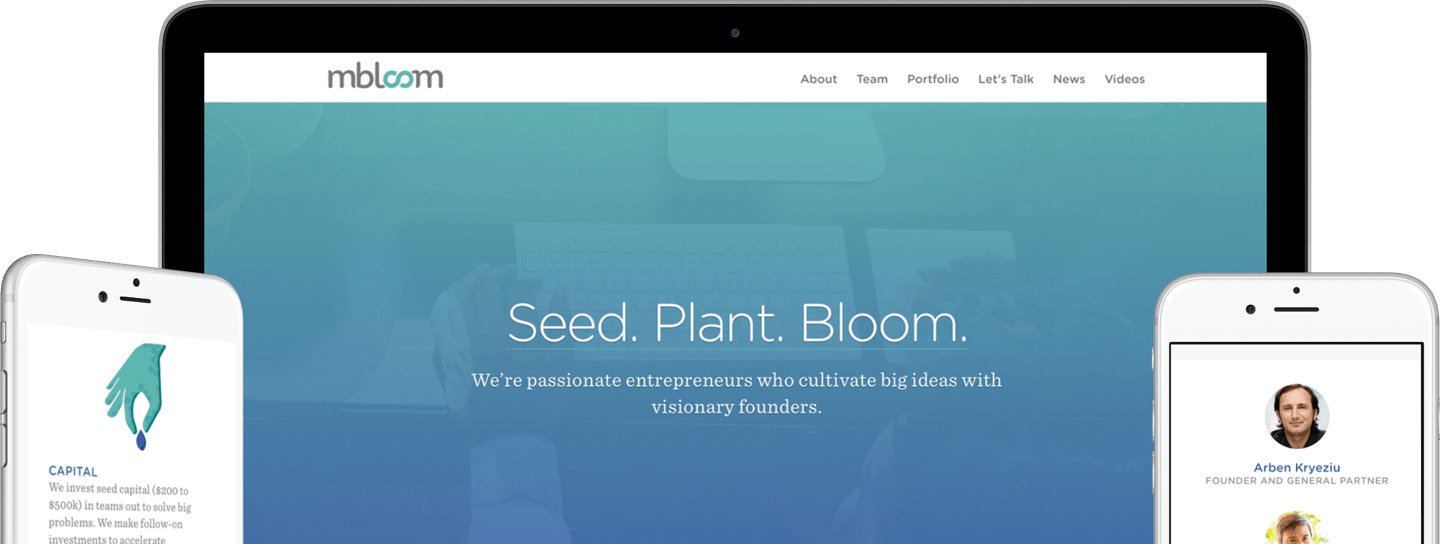 mbloom
About Team Portfolio Let's Talk News Videos
Seed. Plant. Bloom.
We're passionate entrepreneurs who cultivate big ideas with
visionary founders.
CAPITAL
We invest seed capital ($200 to
$500k) in teams out to solve big
problems. We make follow-on
investments to accelerate
Arben Kryeziu
FOUNDER AND GENERAL PARTNER